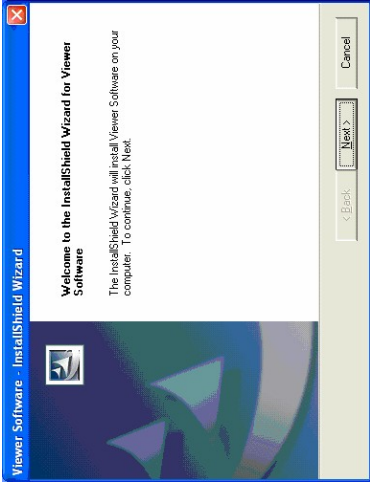 Viewer Software - InstallShield Wizard
Welcome to the InstallShield Wizard for Viewer
Software
The InstallShield Wizard will install Viewer Software on your
computer. To continue, click Next.
< Back
Next >
Cancel